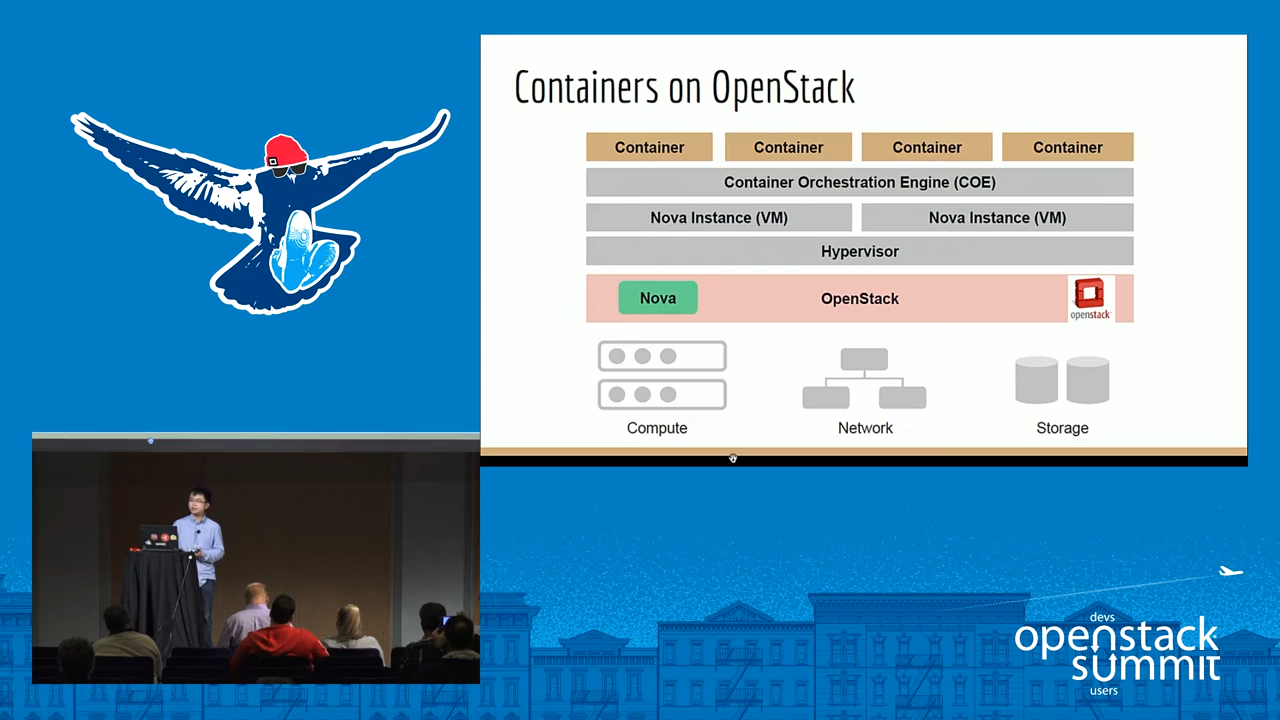 Containers on OpenStack
Container Container Container Container
Container Orchestration Engine (COE)
Nova Instance (VM) Nova Instance (VM)
Hypervisor
Nova OpenStack
openstack
Compute Network Storage
devs
openstack
summit
users